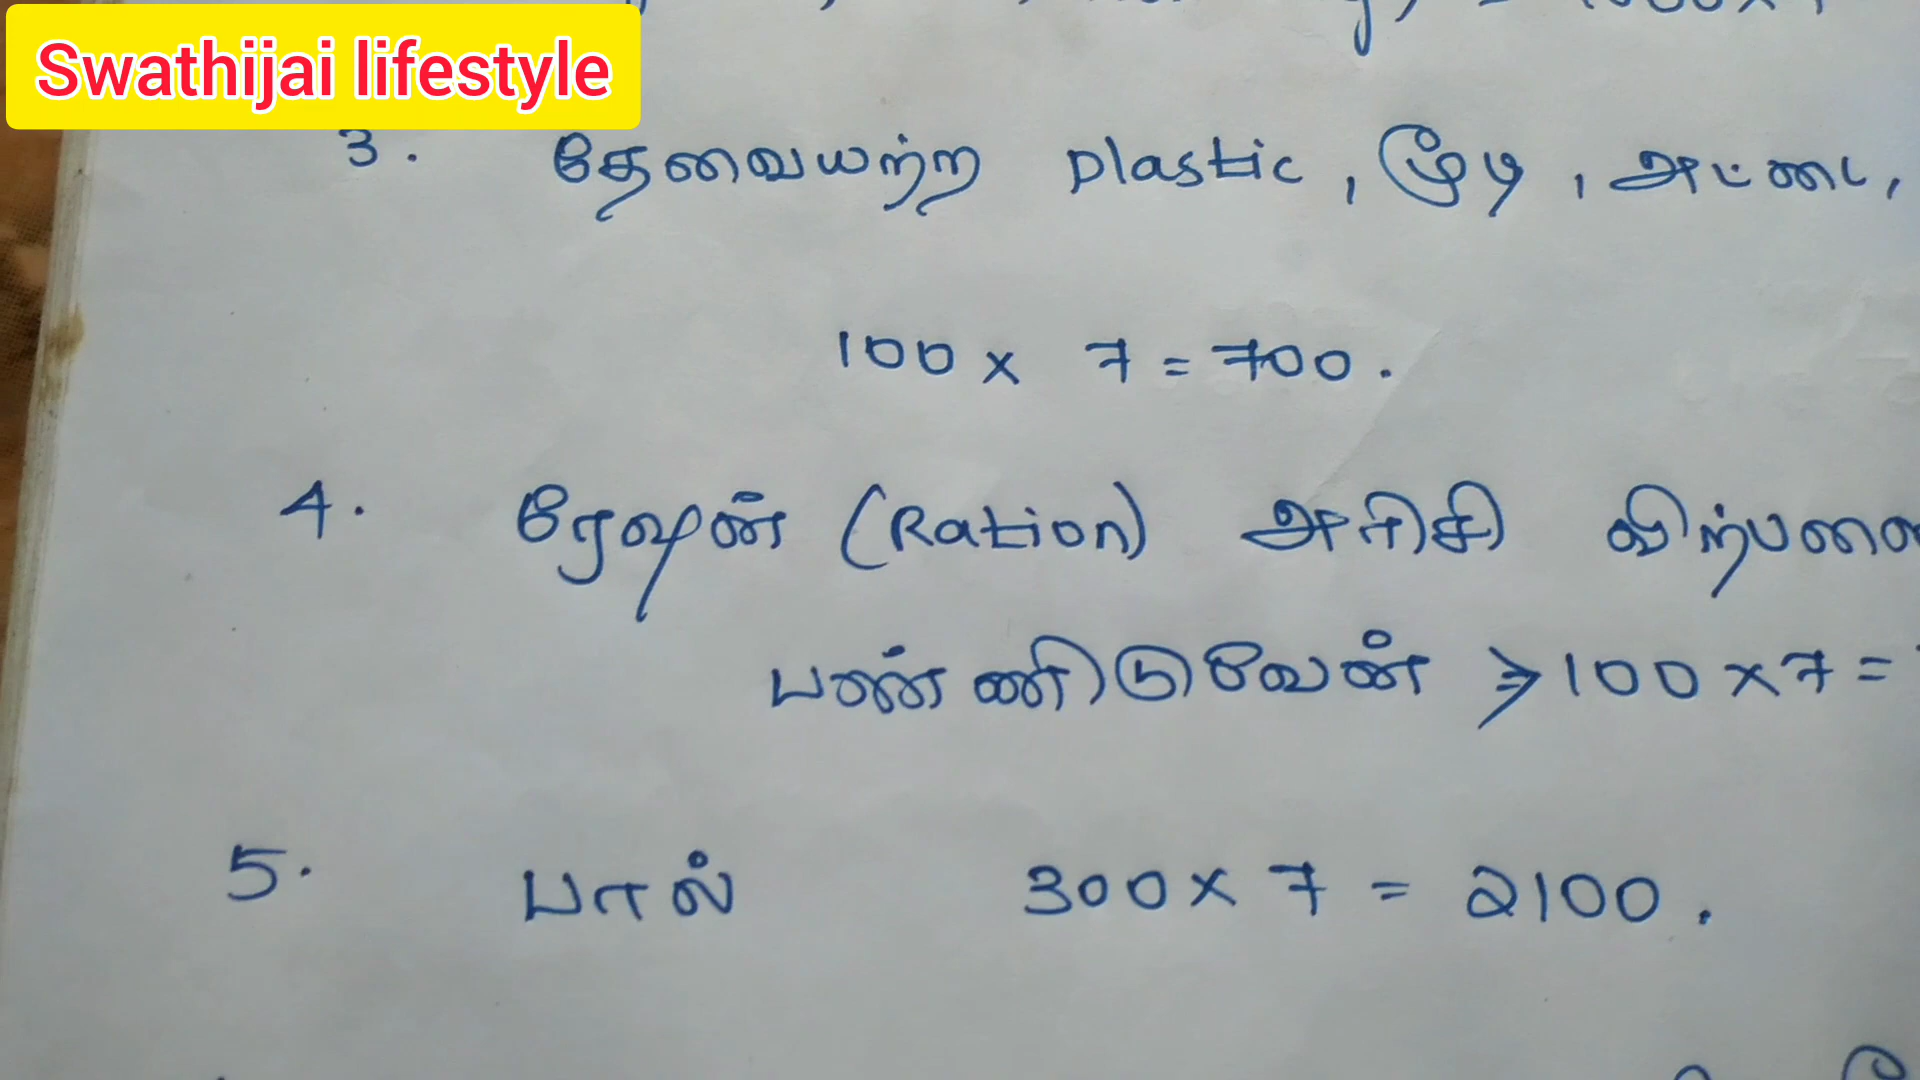 Swathijai lifestyle
3. தேவையற்ற plastic, மூடி, அட்டை,
100 x 7 = 700.
4. ரேஷன் (Ration) அரிசி விற்பனை
பண்ணிடுவேன் => 100 x 7 =
5. பால் 300 x 7 = 2100.